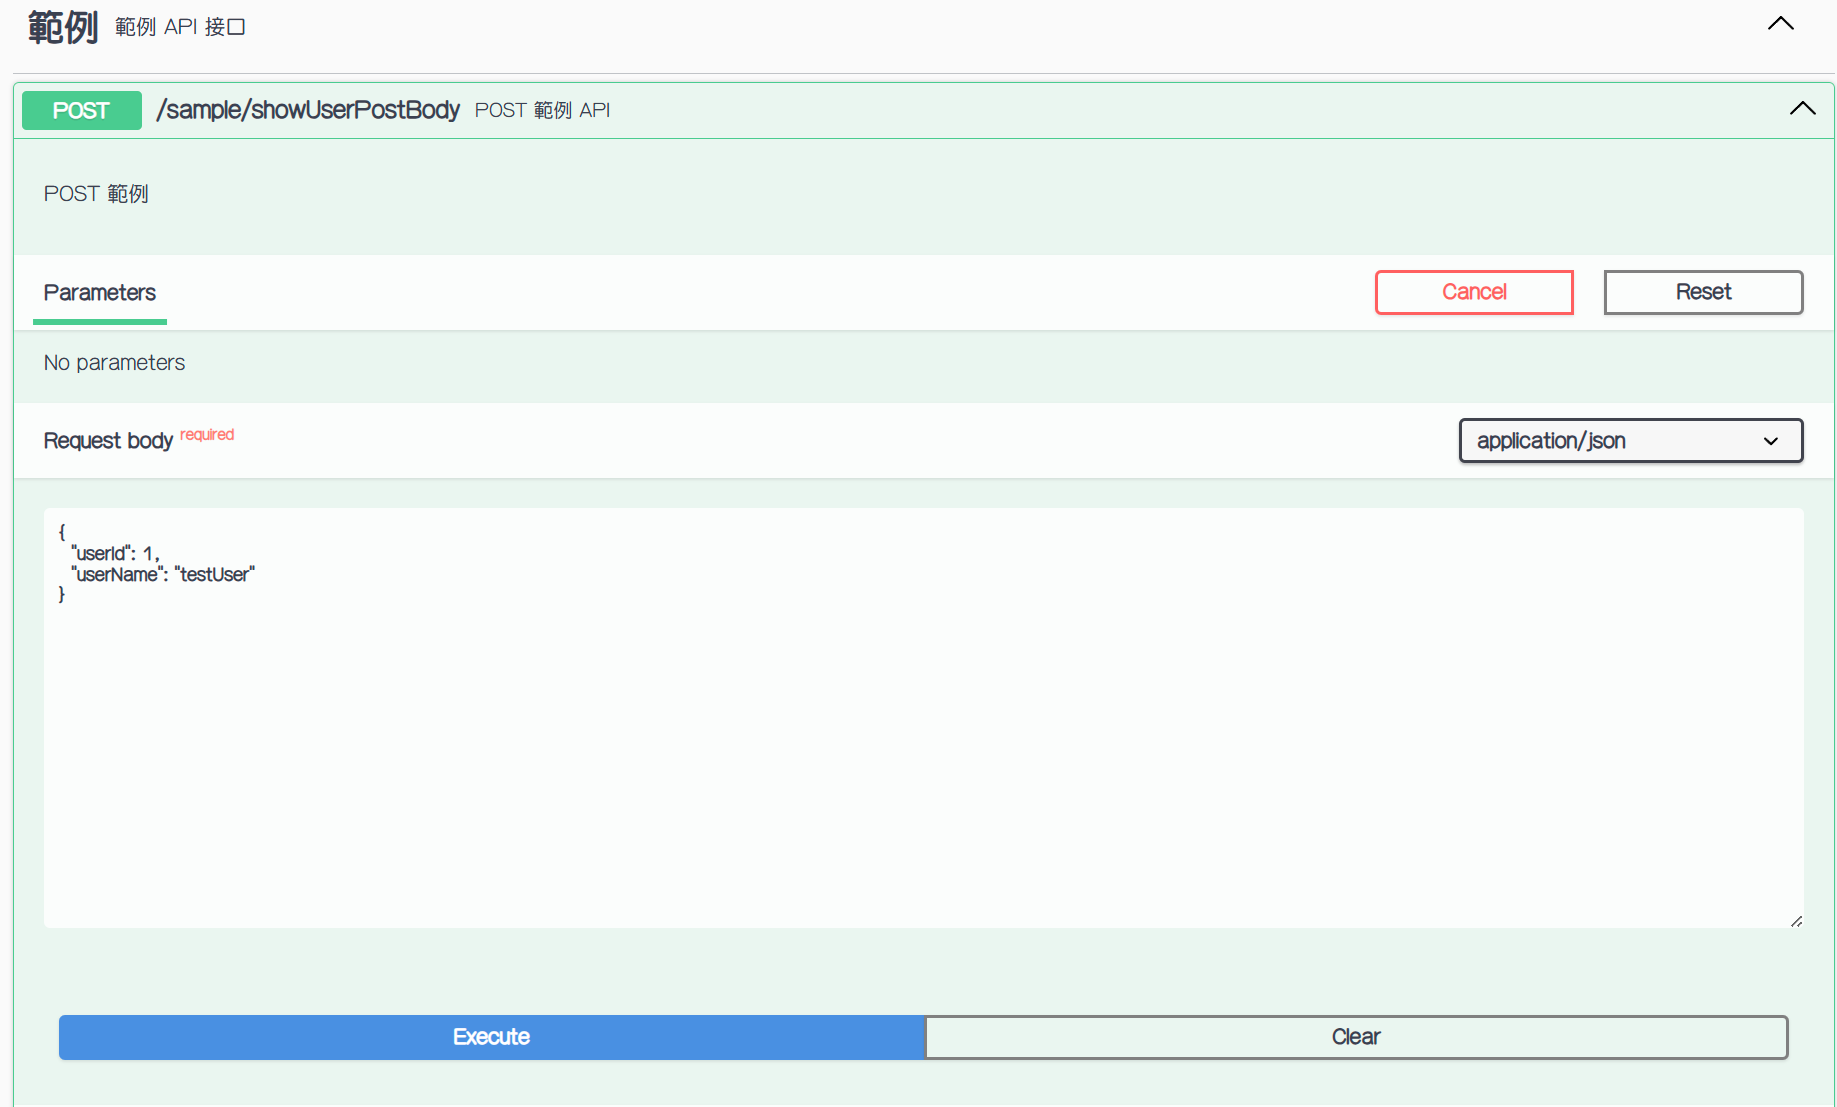 範例 範例 API 接口
POST /sample/showUserPostBody POST 範例 API
POST 範例
Parameters Cancel Reset
No parameters
Request body required application/json
{
  "userId": 1,
  "userName": "testUser"
}
Execute Clear